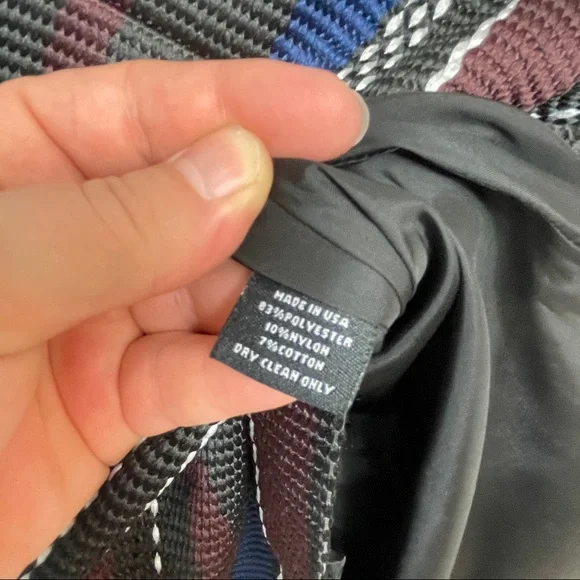 MADE IN USA
83%POLYESTER
10%NYLON
7%COTTON
DRY CLEAN ONLY